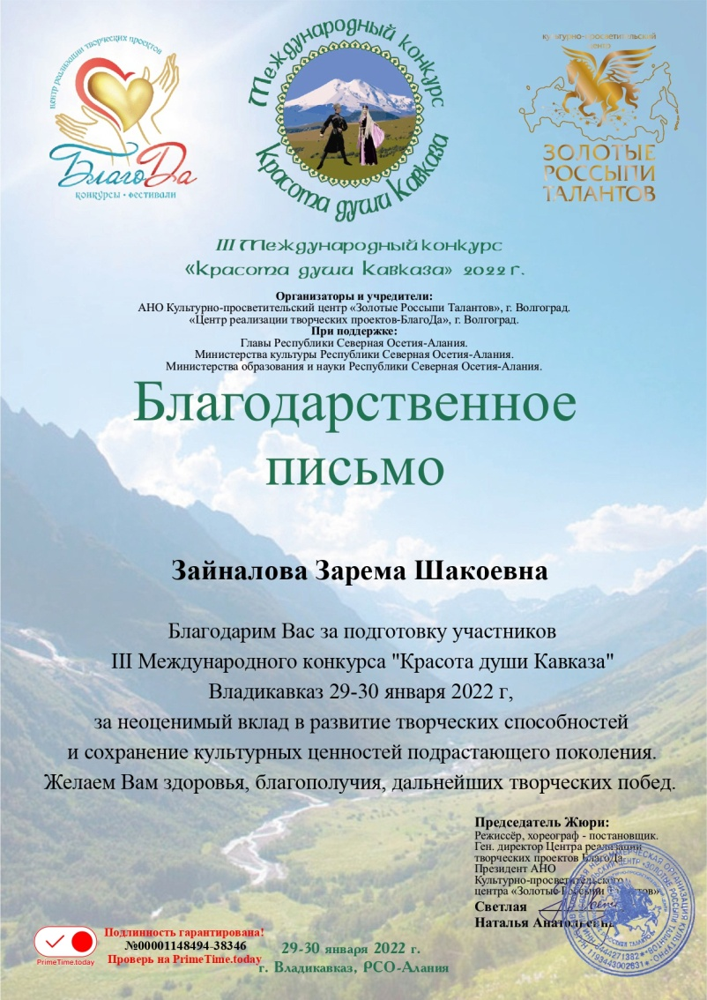 центр реализации творческих проектов
БлагоДа
конкурсы • фестивали
Международный конкурс
Красота души Кавказа
культурно-просветительский
центр
ЗОЛОТЫЕ
РОССЫПИ
ТАЛАНТОВ
III Международный конкурс
«Красота души Кавказа» 2022 г.
Организаторы и учредители:
АНО Культурно-просветительский центр «Золотые Россыпи Талантов», г. Волгоград.
«Центр реализации творческих проектов-БлагоДа», г. Волгоград.
При поддержке:
Главы Республики Северная Осетия-Алания.
Министерства культуры Республики Северная Осетия-Алания.
Министерства образования и науки Республики Северная Осетия-Алания.
Благодарственное
письмо
Зайналова Зарема Шакоевна
Благодарим Вас за подготовку участников
III Международного конкурса "Красота души Кавказа"
Владикавказ 29-30 января 2022 г,
за неоценимый вклад в развитие творческих способностей
и сохранение культурных ценностей подрастающего поколения.
Желаем Вам здоровья, благополучия, дальнейших творческих побед.
Председатель Жюри:
Режиссёр, хореограф - постановщик.
Ген. директор Центра реализации
творческих проектов БлагоДа.
Президент АНО
Культурно-просветительского
центра «Золотые Россыпи Талантов»
Светлая
Наталья Анатольевна
PrimeTime.today
Подлинность гарантирована!
№00001148494-38346
Проверь на PrimeTime.today
29-30 января 2022 г.
г. Владикавказ, РСО-Алания